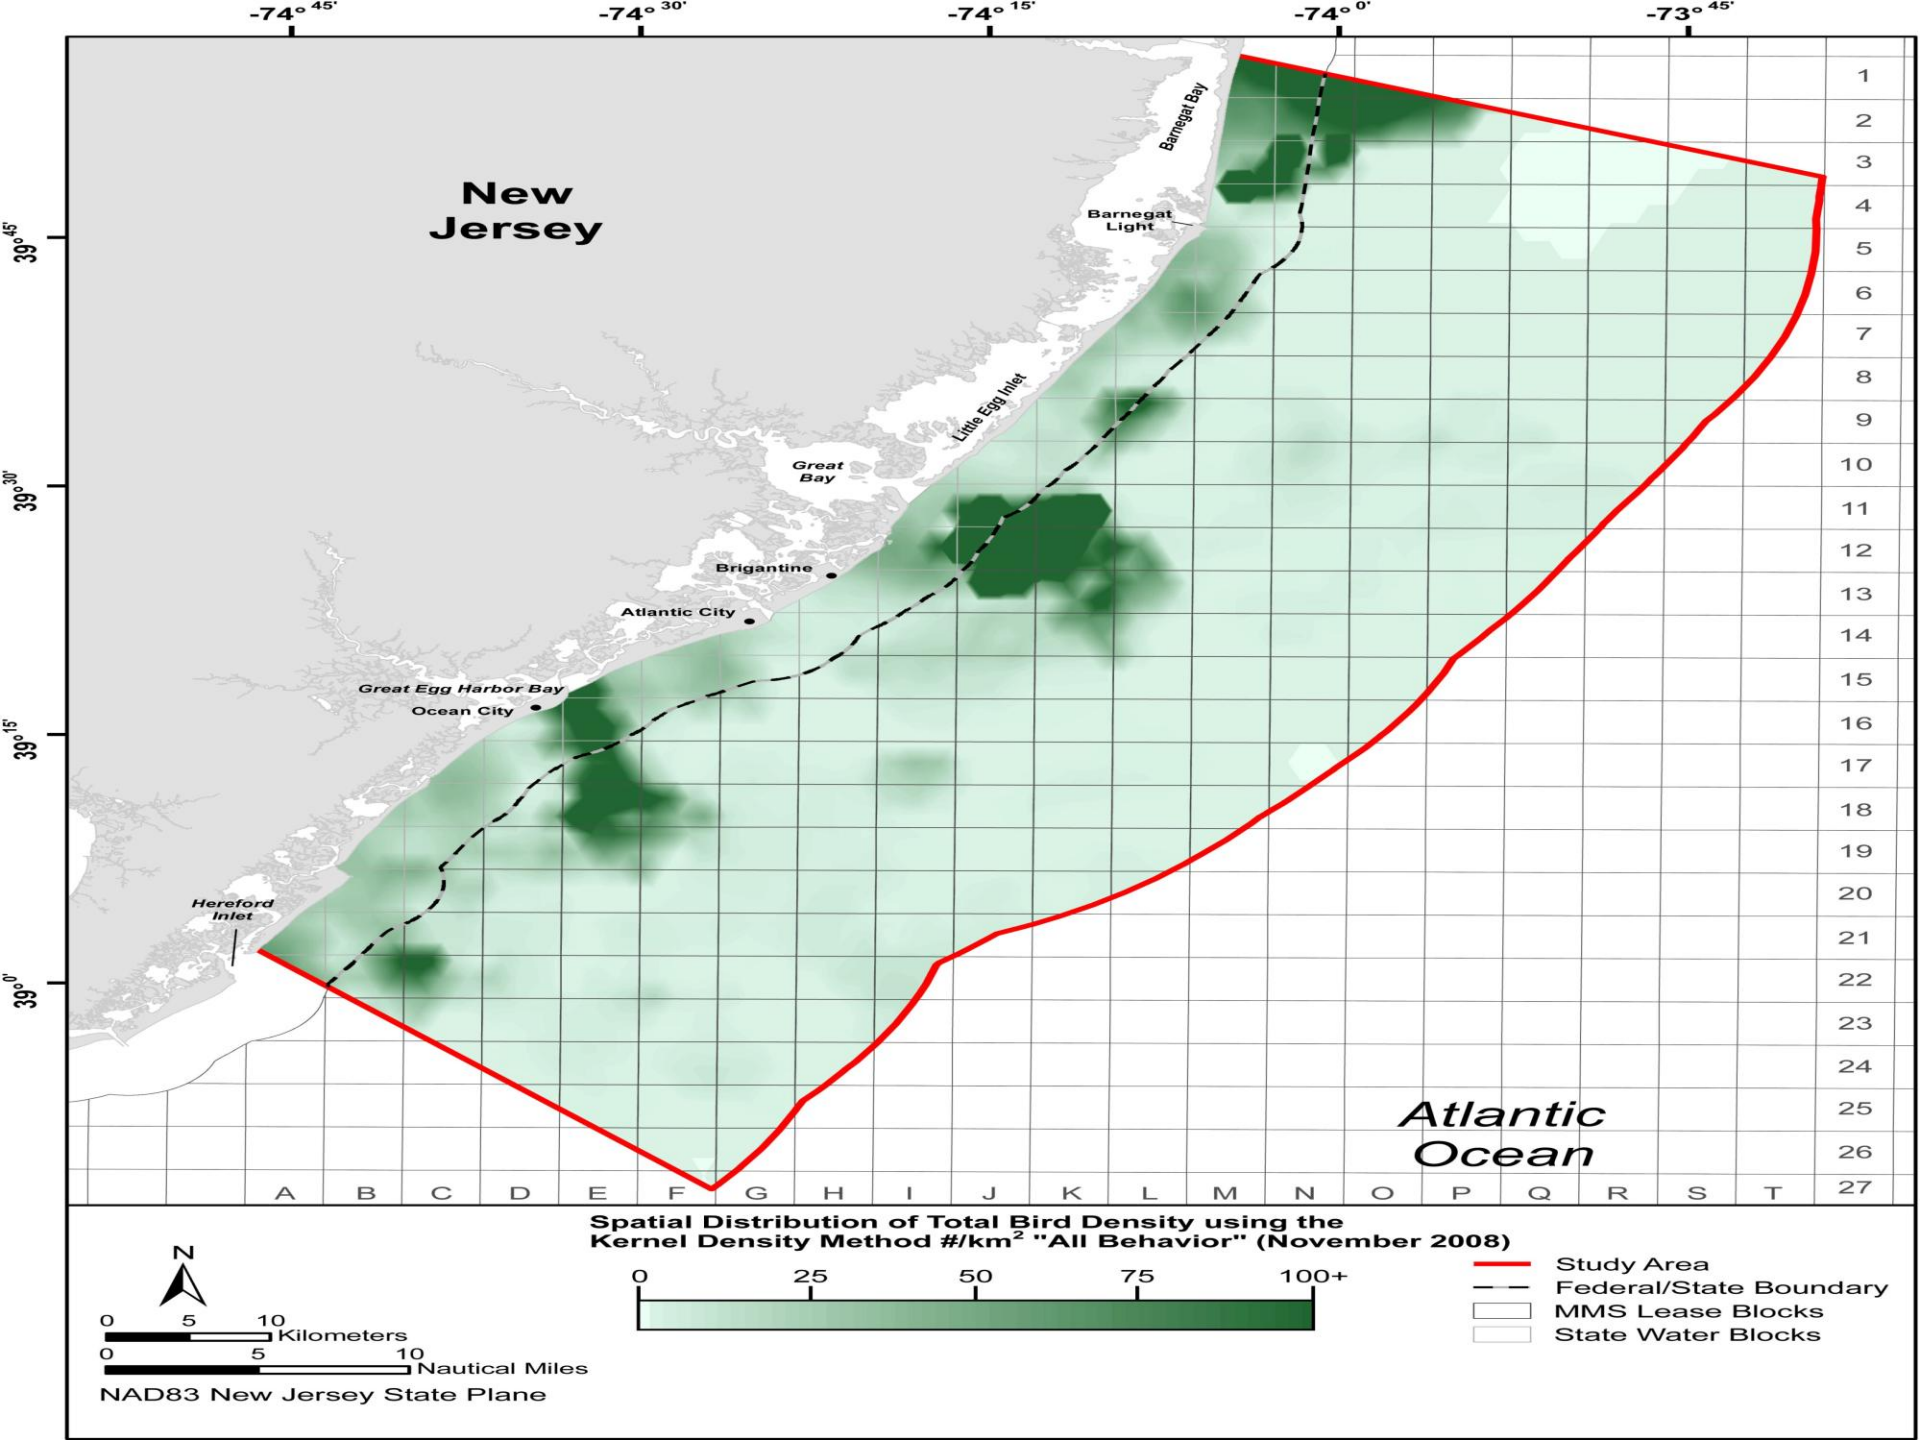 -74° 45'
-74° 30'
-74° 15'
-74° 0'
-73° 45'
39° 45'
39° 30'
39° 15'
39° 0'
New
Jersey
Barnegat Bay
Barnegat
Light
Little Egg Inlet
Great
Bay
Brigantine
Atlantic City
Great Egg Harbor Bay
Ocean City
Hereford
Inlet
Atlantic
Ocean
1
2
3
4
5
6
7
8
9
10
11
12
13
14
15
16
17
18
19
20
21
22
23
24
25
26
27
A B C D E F G H I J K L M N O P Q R S T
Spatial Distribution of Total Bird Density using the
Kernel Density Method #/km² "All Behavior" (November 2008)
0 25 50 75 100+
N
0 5 10
Kilometers
0 5 10
Nautical Miles
NAD83 New Jersey State Plane
Study Area
Federal/State Boundary
MMS Lease Blocks
State Water Blocks